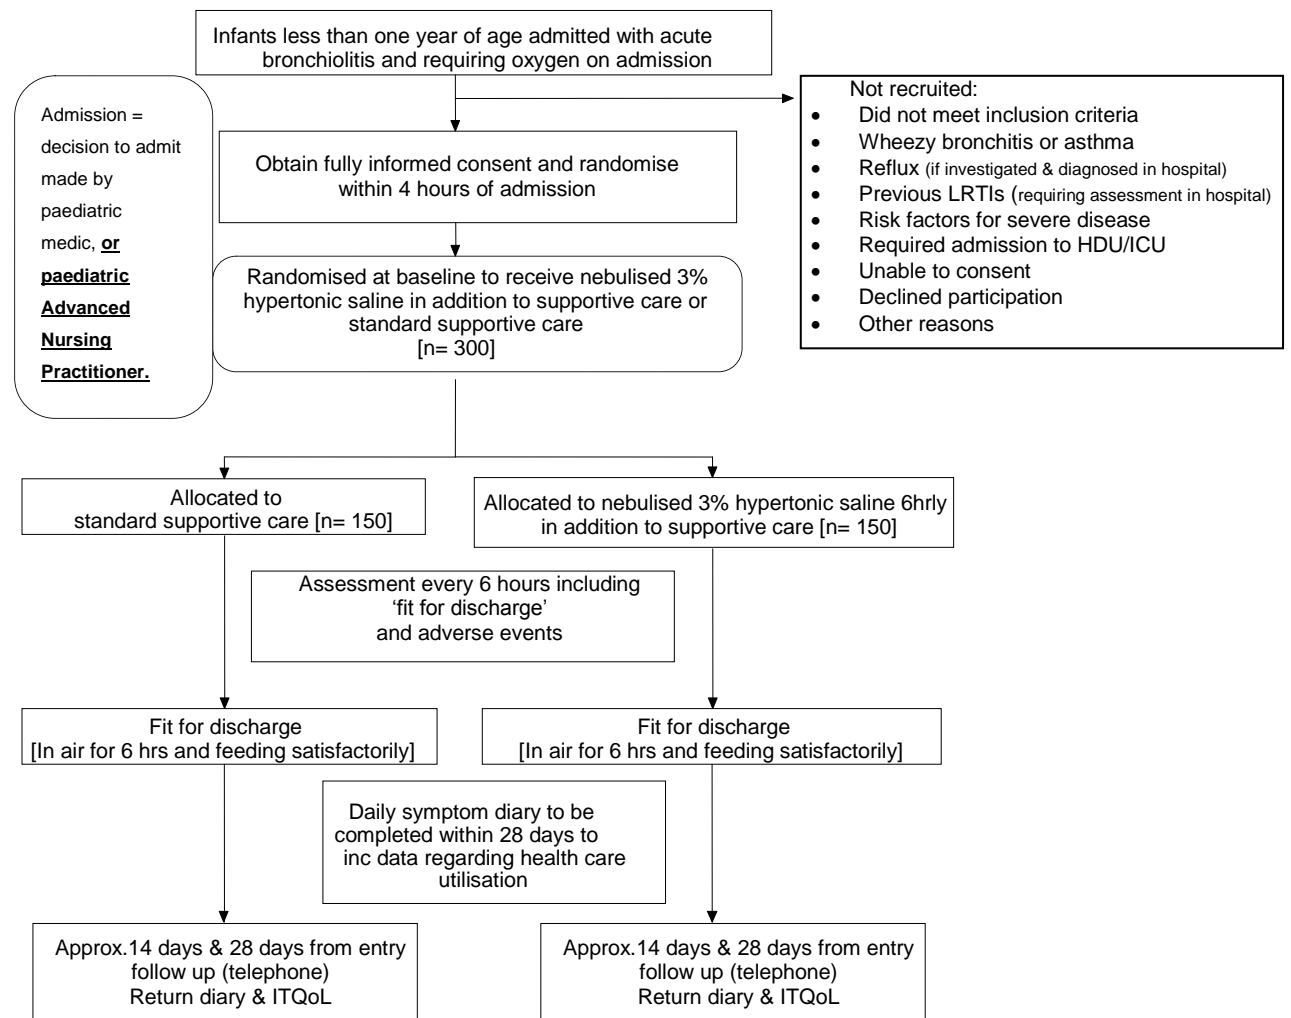 Infants less than one year of age admitted with acute
bronchiolitis and requiring oxygen on admission
Admission =
decision to admit
made by
paediatric
medic, or
paediatric
Advanced
Nursing
Practitioner.
Not recruited:
• Did not meet inclusion criteria
• Wheezy bronchitis or asthma
• Reflux (if investigated & diagnosed in hospital)
• Previous LRTIs (requiring assessment in hospital)
• Risk factors for severe disease
• Required admission to HDU/ICU
• Unable to consent
• Declined participation
• Other reasons
Obtain fully informed consent and randomise
within 4 hours of admission
Randomised at baseline to receive nebulised 3%
hypertonic saline in addition to supportive care or
standard supportive care
[n= 300]
Allocated to
standard supportive care [n= 150]
Allocated to nebulised 3% hypertonic saline 6hrly
in addition to supportive care [n= 150]
Assessment every 6 hours including
‘fit for discharge’
and adverse events
Fit for discharge
[In air for 6 hrs and feeding satisfactorily]
Fit for discharge
[In air for 6 hrs and feeding satisfactorily]
Daily symptom diary to be
completed within 28 days to
inc data regarding health care
utilisation
Approx.14 days & 28 days from entry
follow up (telephone)
Return diary & ITQoL
Approx.14 days & 28 days from entry
follow up (telephone)
Return diary & ITQoL